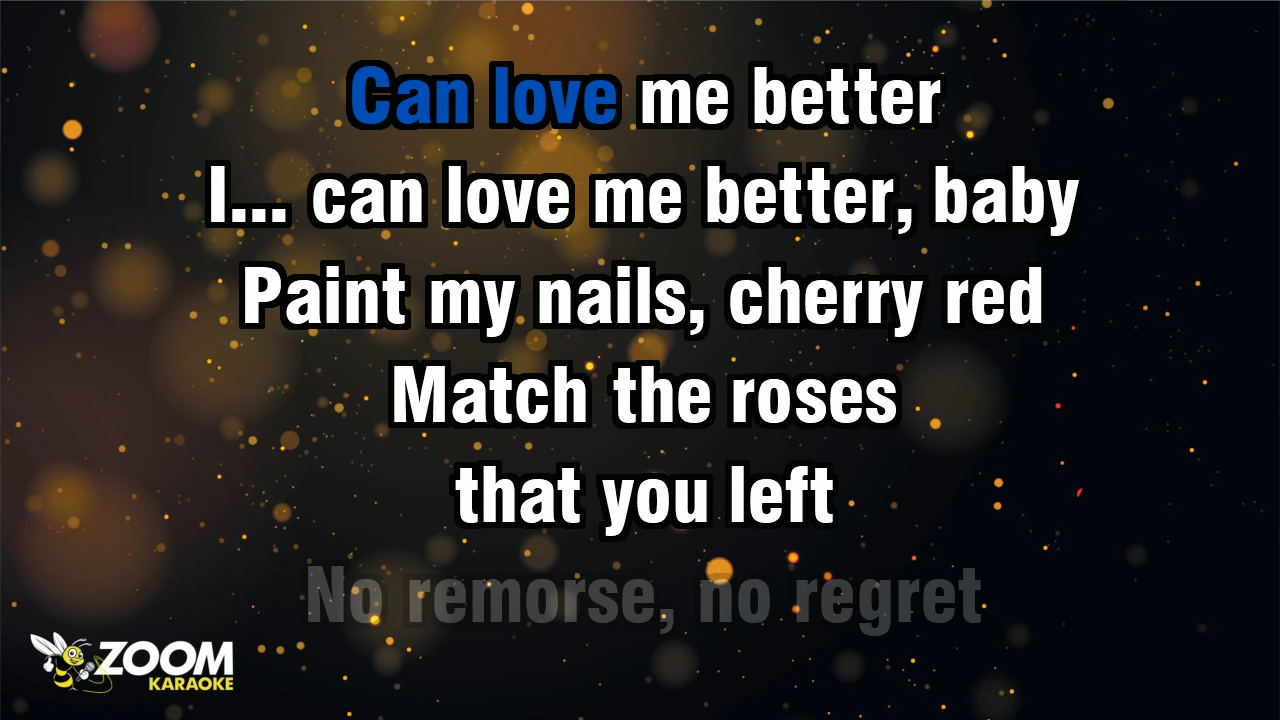 Can love me better
I... can love me better, baby
Paint my nails, cherry red
Match the roses
that you left
No remorse, no regret
ZOOM
KARAOKE